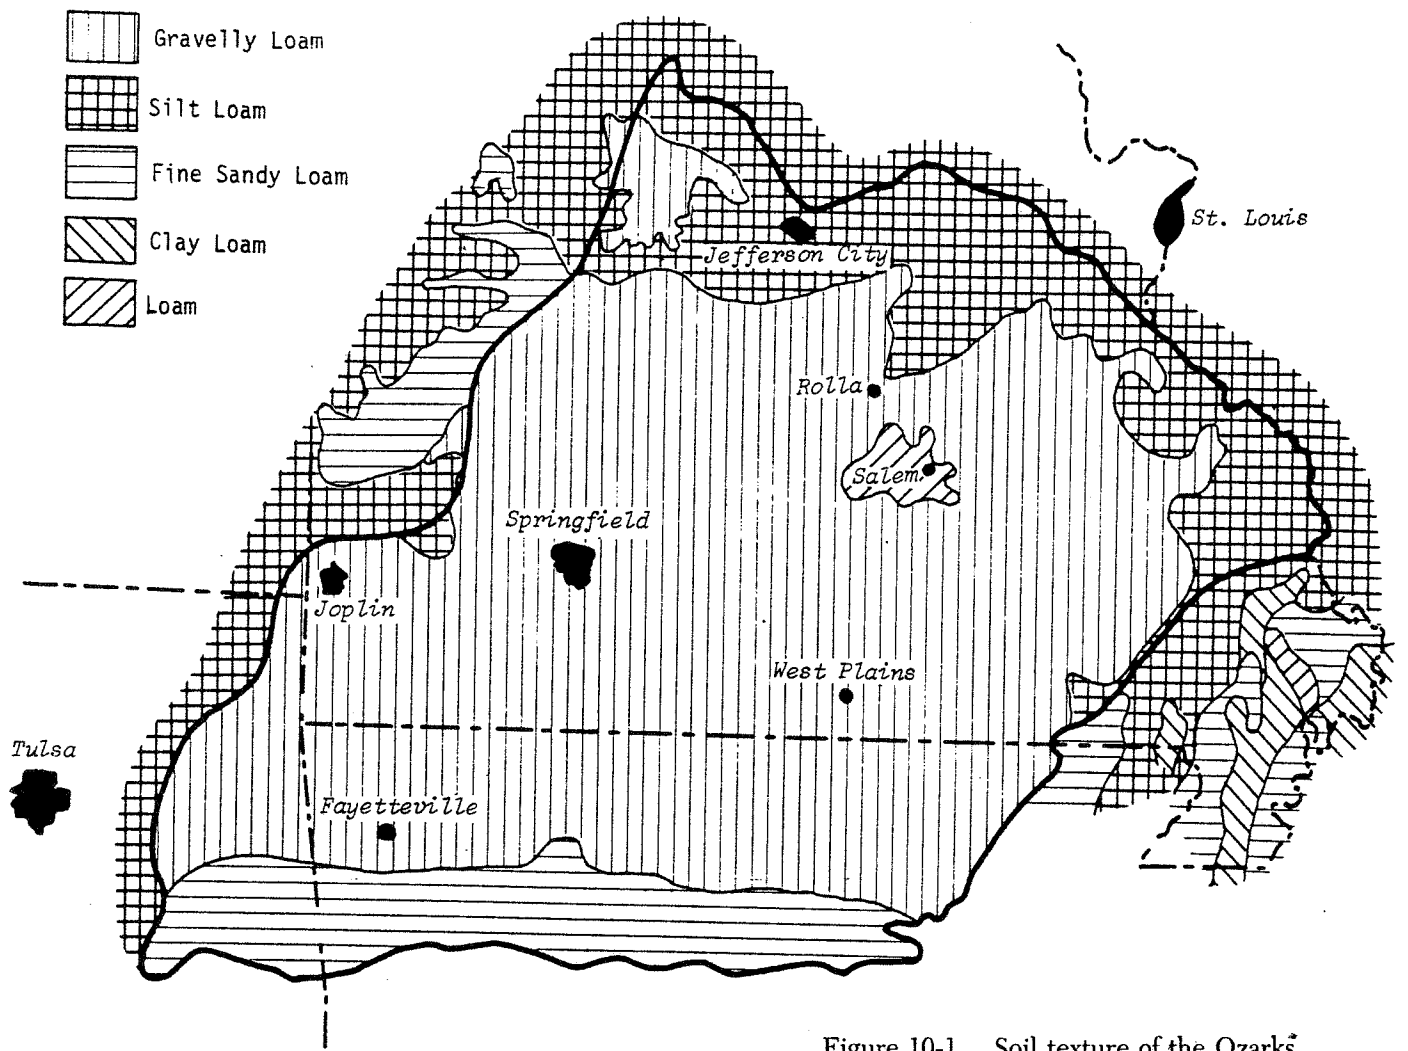 Gravelly Loam
Silt Loam
Fine Sandy Loam
Clay Loam
Loam
St. Louis
Jefferson City
Rolla
Salem
Springfield
Joplin
West Plains
Tulsa
Fayetteville
Figure 10-1. Soil texture of the Ozarks